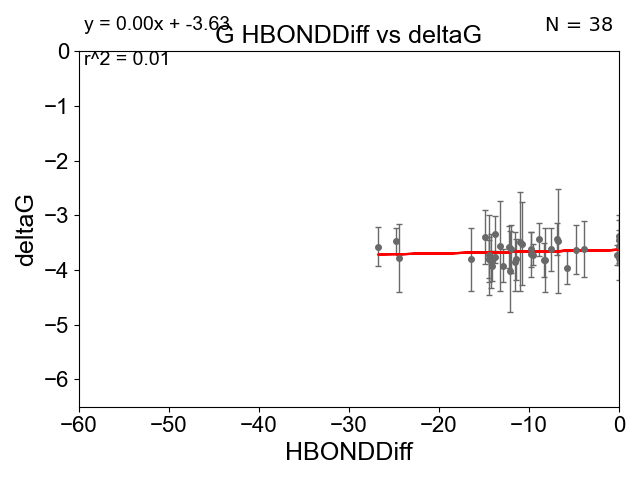 y = 0.00x + -3.63
G HBONDDiff vs deltaG
N = 38
r^2 = 0.01
0
−1
−2
−3
−4
−5
−6
deltaG
−60
−50
−40
−30
−20
−10
0
HBONDDiff